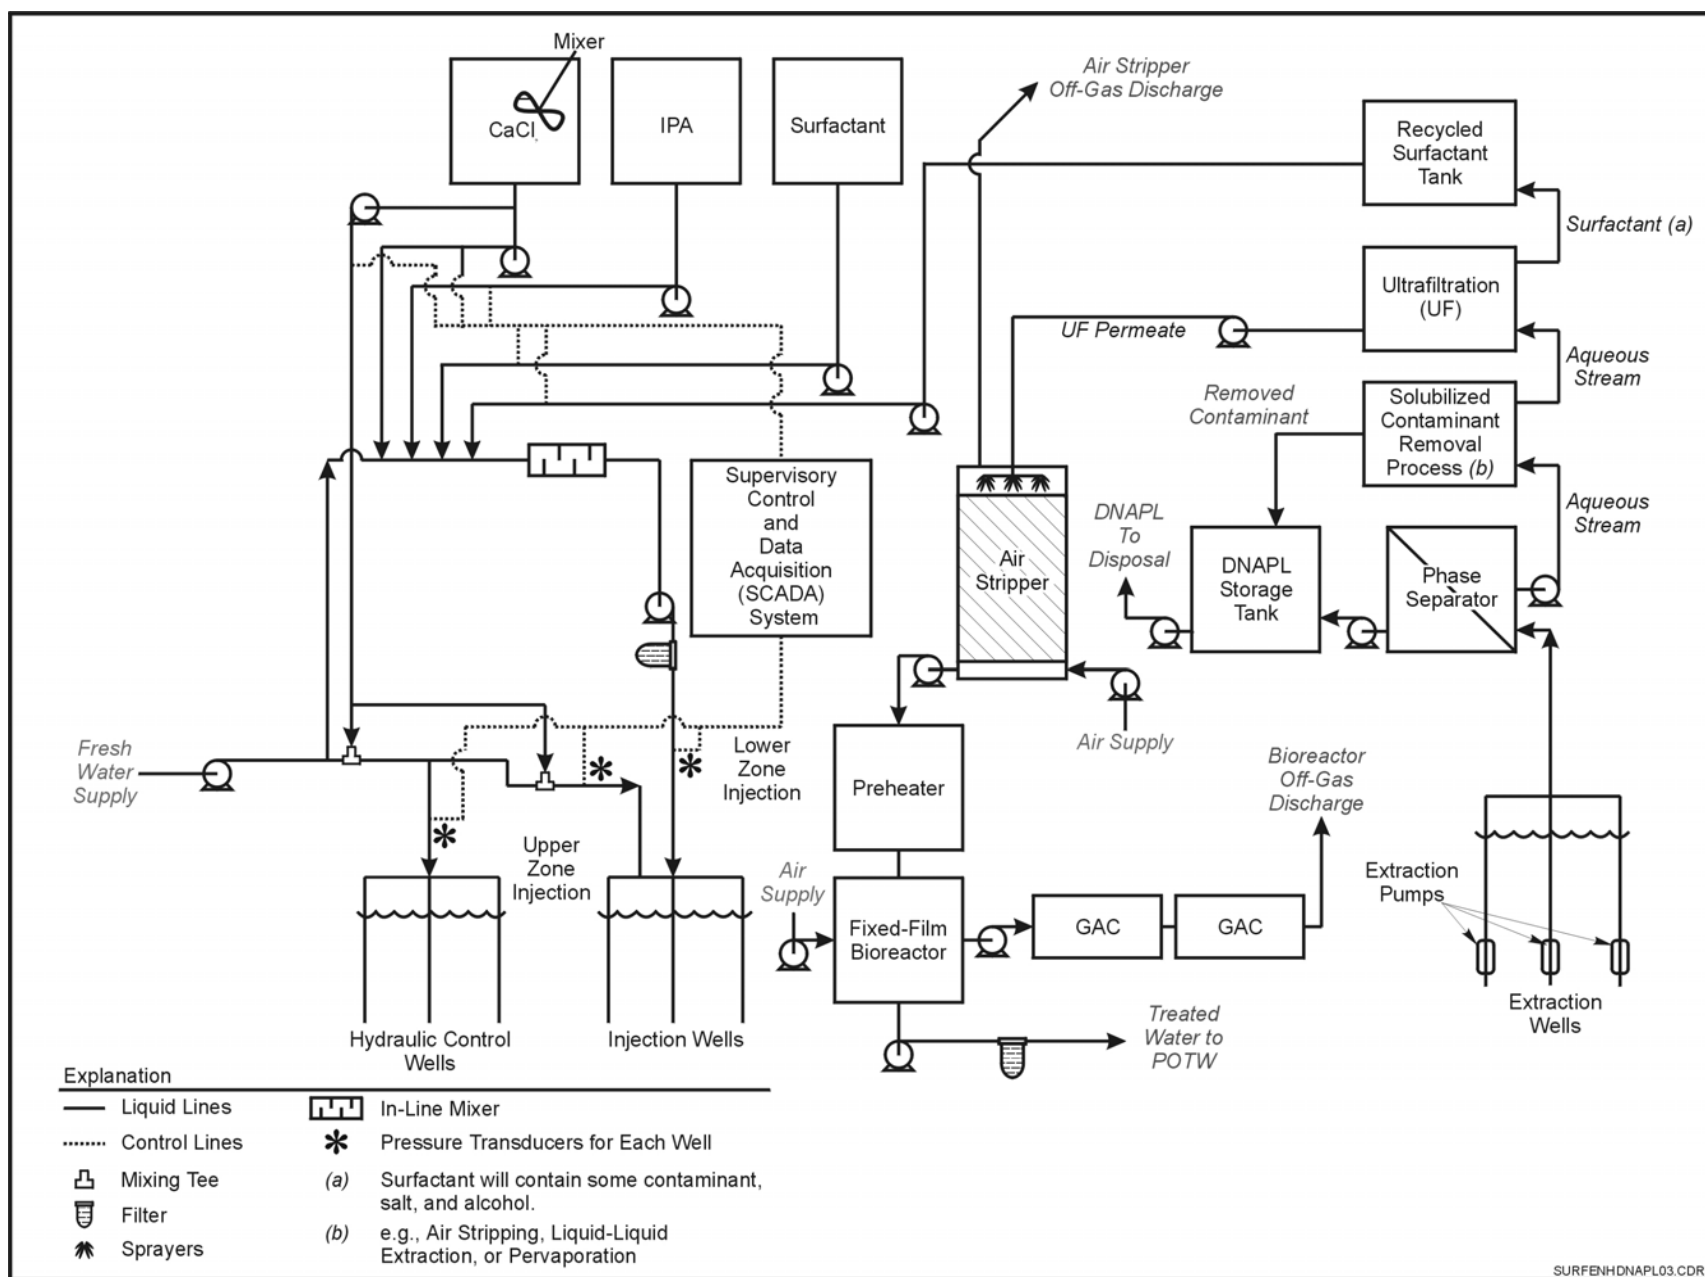 Mixer
CaCl,
IPA
Surfactant
Air Stripper
Off-Gas Discharge
Recycled
Surfactant
Tank
Surfactant (a)
Ultrafiltration
(UF)
UF Permeate
Aqueous
Stream
Removed
Contaminant
Solubilized
Contaminant
Removal
Process (b)
Aqueous
Stream
Supervisory
Control
and
Data
Acquisition
(SCADA)
System
Air
Stripper
DNAPL
To
Disposal
DNAPL
Storage
Tank
Phase
Separator
Fresh
Water
Supply
Lower
Zone
Injection
Air Supply
Preheater
Bioreactor
Off-Gas
Discharge
Upper
Zone
Injection
Air
Supply
Fixed-Film
Bioreactor
GAC
GAC
Extraction
Pumps
Extraction
Wells
Hydraulic Control
Wells
Injection Wells
Treated
Water to
POTW
Explanation
Liquid Lines
Control Lines
Mixing Tee
Filter
Sprayers
In-Line Mixer
Pressure Transducers for Each Well
(a) Surfactant will contain some contaminant,
salt, and alcohol.
(b) e.g., Air Stripping, Liquid-Liquid
Extraction, or Pervaporation
SURFENHDNAPL03.CDR